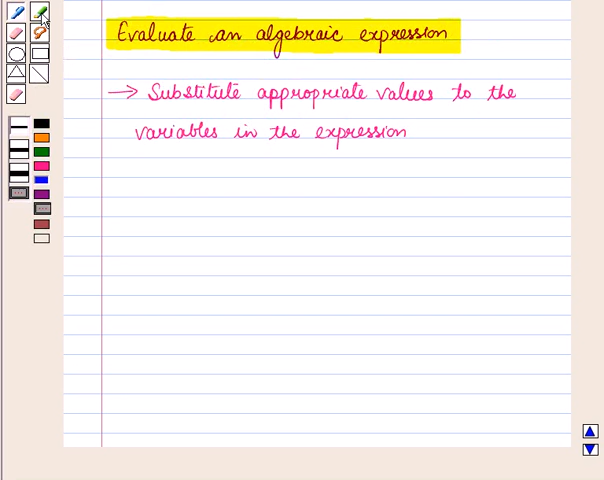 Evaluate an algebraic expression
→ Substitute appropriate values to the
variables in the expression